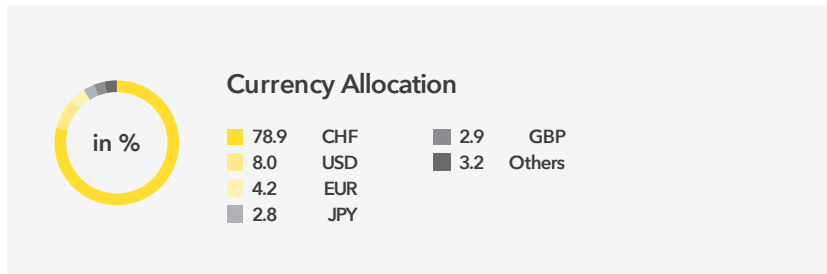 Currency Allocation
in %
78.9 CHF
8.0 USD
4.2 EUR
2.8 JPY
2.9 GBP
3.2 Others